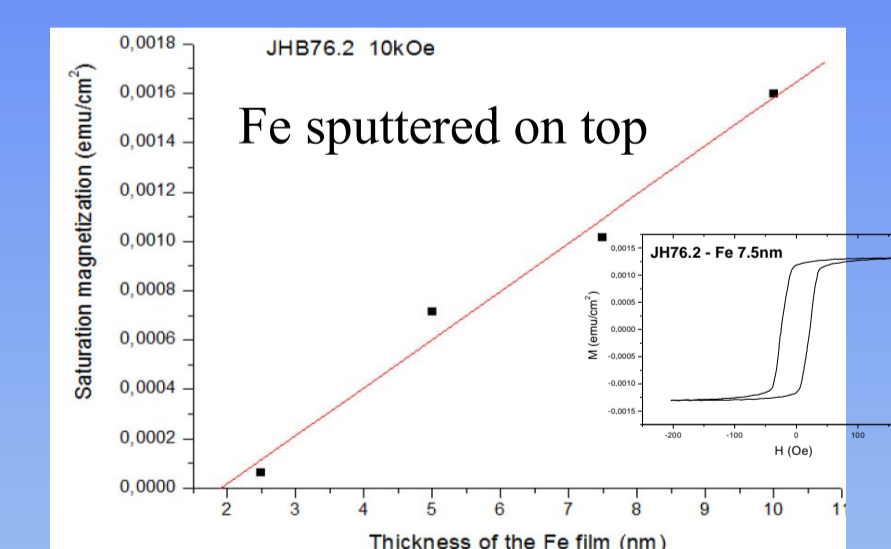 JHB76.2 10kOe
Fe sputtered on top
Saturation magnetization (emu/cm²)
0,0018
0,0016
0,0014
0,0012
0,0010
0,0008
0,0006
0,0004
0,0002
0,0000
2 3 4 5 6 7 8 9 10 11
Thickness of the Fe film (nm)
JH76.2 - Fe 7.5nm
M (emu/cm²)
0,0015
0,0010
0,0005
0,0000
-0,0005
-0,0010
-0,0015
-200 -100 0 100
H (Oe)